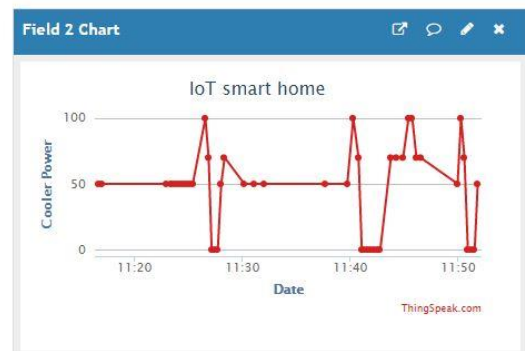 Field 2 Chart
IoT smart home
100
50
0
Cooler Power
11:20 11:30 11:40 11:50
Date
ThingSpeak.com